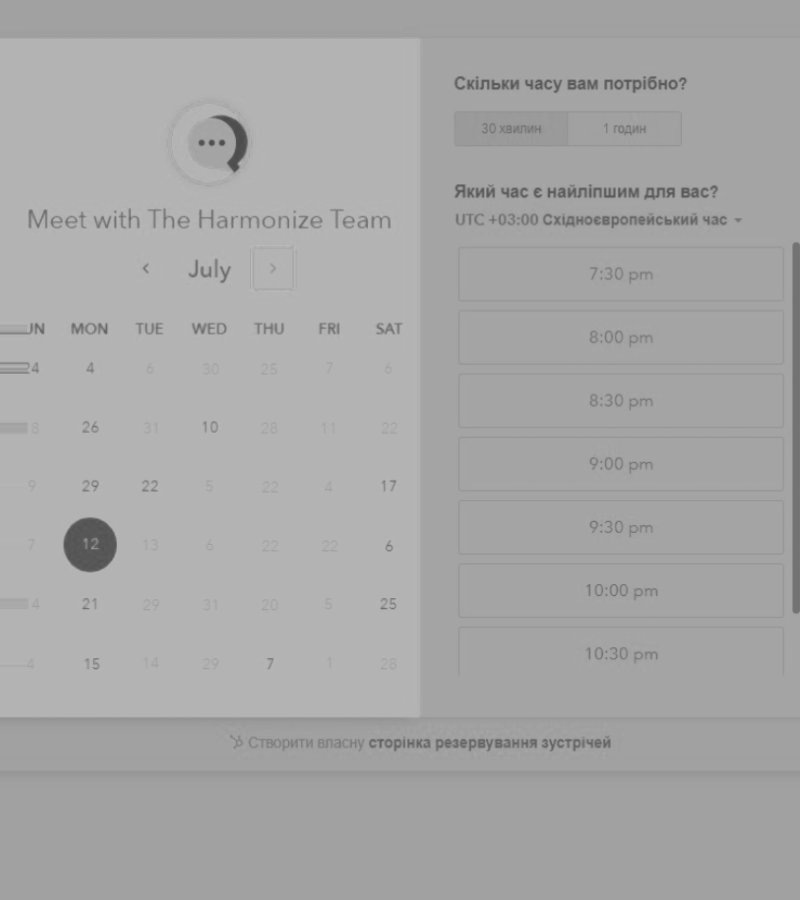 Meet with The Harmonize Team
July
UN MON TUE WED THU FRI SAT
4 4 6 30 25 7 6
8 26 31 10 28 11 22
9 29 22 5 22 4 17
7 12 13 6 22 22 6
4 21 29 31 20 5 25
4 15 14 29 7 1 28
Скільки часу вам потрібно?
30 хвилин 1 годин
Який час є найліпшим для вас?
UTC +03:00 Східноєвропейський час
7:30 pm
8:00 pm
8:30 pm
9:00 pm
9:30 pm
10:00 pm
10:30 pm
Створити власну сторінка резервування зустрічей